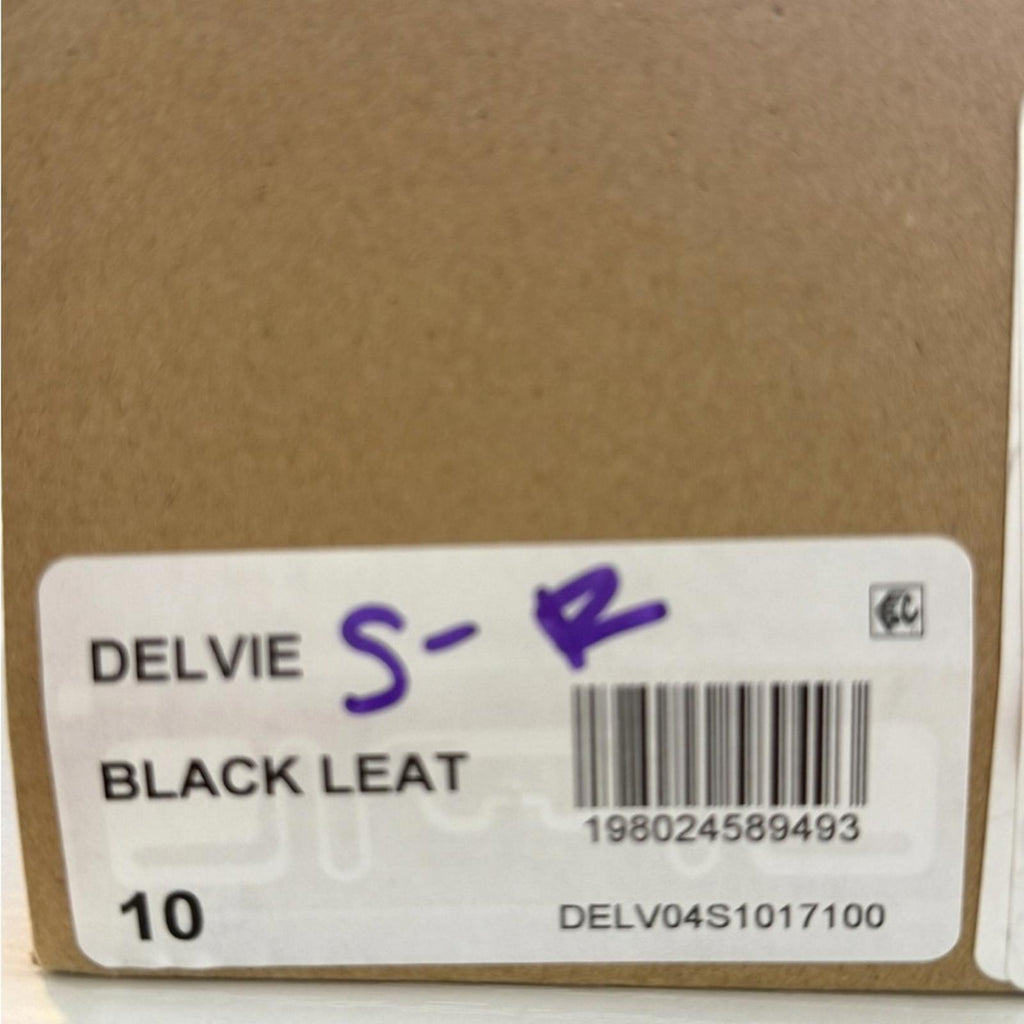 DELVIE S-R
BLACK LEAT
198024589493
10
DELV04S1017100